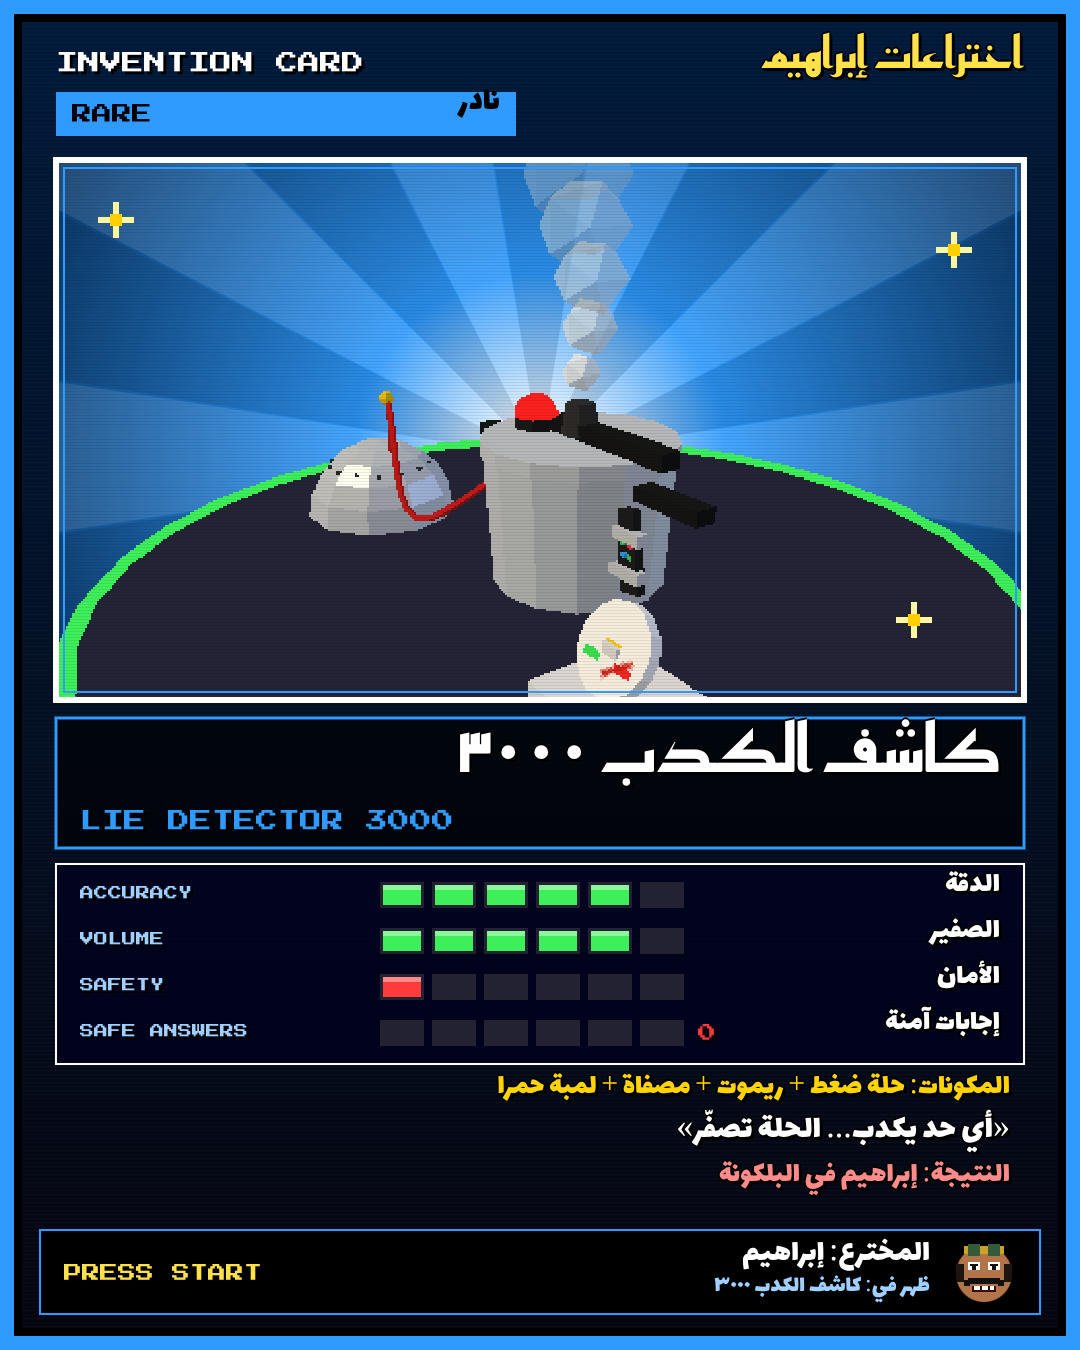 INVENTION CARD
اختراعات إبراهيم
RARE
نادر
كاشف الكدب ٣٠٠٠
LIE DETECTOR 3000
ACCURACY
الدقة
VOLUME
الصفير
SAFETY
الأمان
SAFE ANSWERS
0
إجابات آمنة
المكونات: حلة ضغط + ريموت + مصفاة + لمبة حمرا
«أي حد يكدب... الحلة تصفّر»
النتيجة: إبراهيم في البلكونة
PRESS START
المخترع: إبراهيم
ظهر في: كاشف الكدب ٣٠٠٠